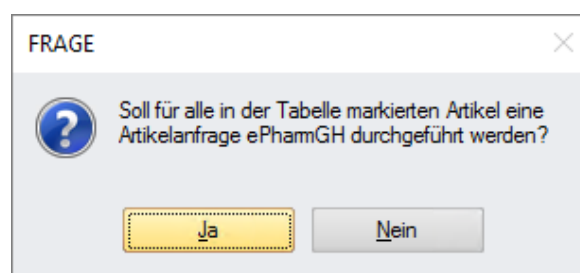 FRAGE
Soll für alle in der Tabelle markierten Artikel eine
Artikelanfrage ePharmGH durchgeführt werden?
Ja
Nein